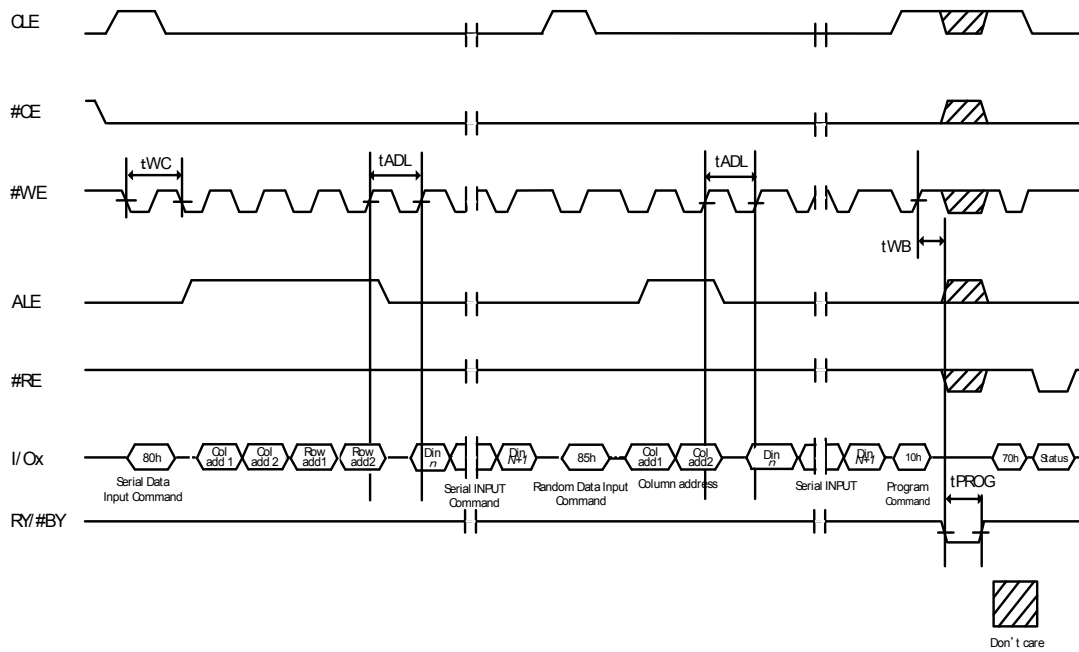 CLE
#CE
tWC
tADL
tADL
#WE
tWB
ALE
#RE
I/Ox
80h
Col add 1
Col add 2
Row add1
Row add2
Din n
Din N+1
85h
Col add1
Col add2
Din n
Din N+1
10h
70h
Status
Serial Data Input Command
Serial INPUT Command
Random Data Input Command
Column address
Serial INPUT
Program Command
tPROG
RY/#BY
Don't care